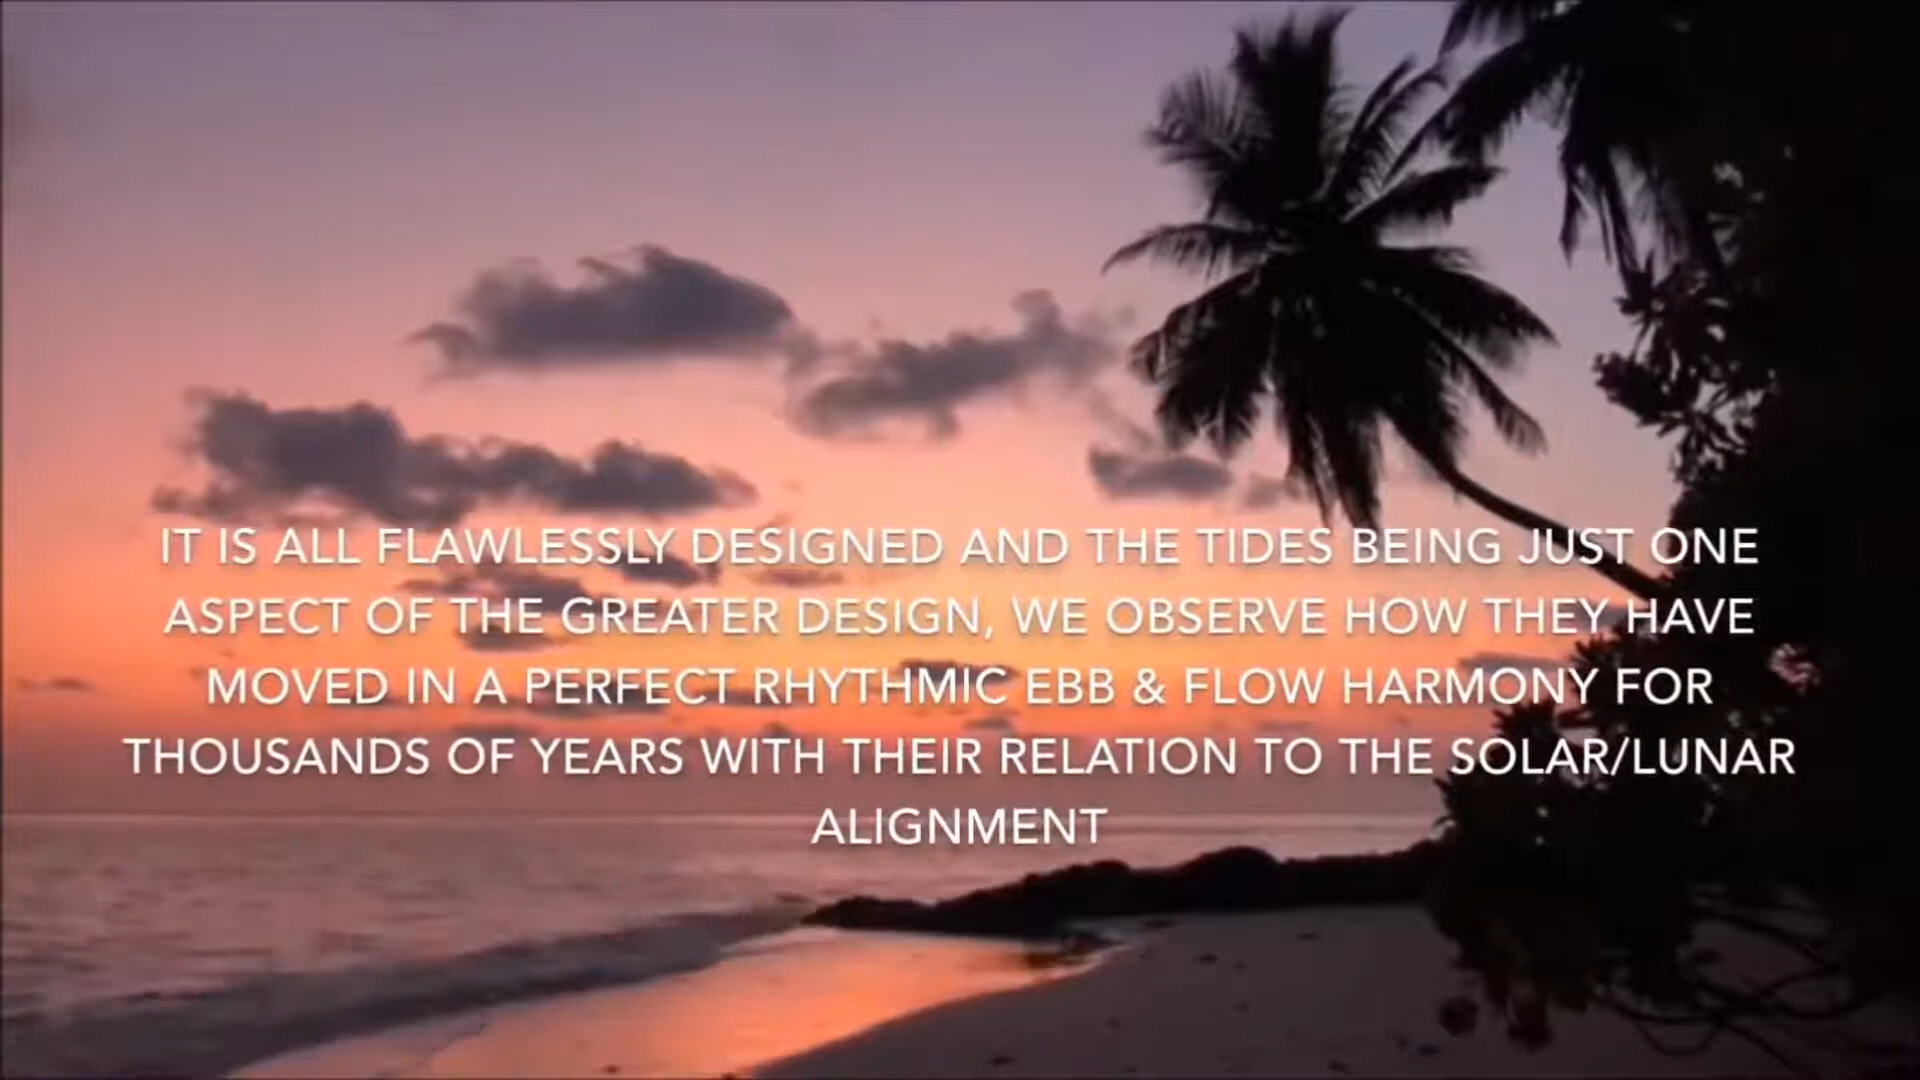 IT IS ALL FLAWLESSLY DESIGNED AND THE TIDES BEING JUST ONE
ASPECT OF THE GREATER DESIGN, WE OBSERVE HOW THEY HAVE
MOVED IN A PERFECT RHYTHMIC EBB & FLOW HARMONY FOR
THOUSANDS OF YEARS WITH THEIR RELATION TO THE SOLAR/LUNAR
ALIGNMENT